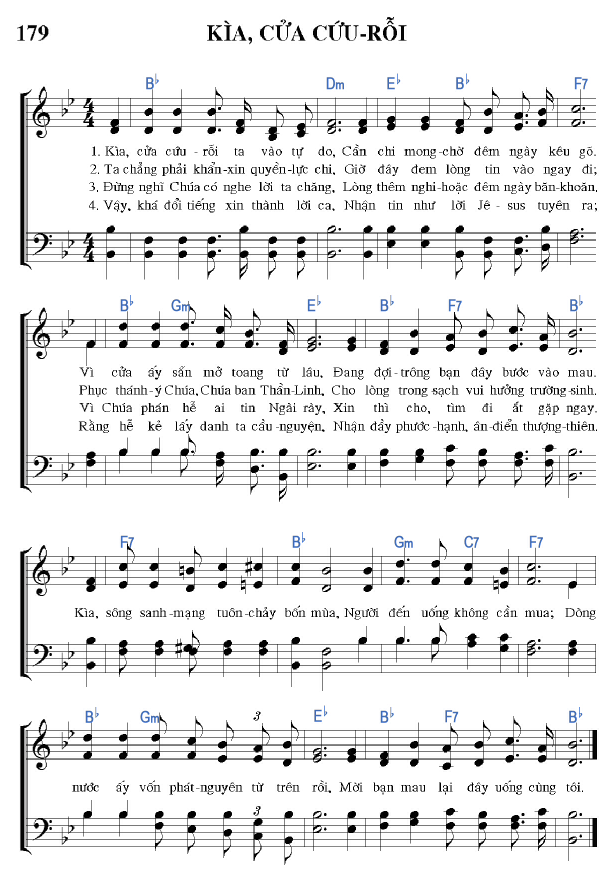 179 KÌA, CỬA CỨU-RỖI
B♭ Dm E♭ B♭ F7
4/4
1. Kìa, cửa cứu - rỗi ta vào tự do, Cần chi mong-chờ đêm ngày kêu gõ.
2. Ta chẳng phải khẩn-xin quyền-lực chi, Giờ đây đem lòng tin vào ngay đi;
3. Đừng nghĩ Chúa có nghe lời ta chăng, Lòng thêm nghi-hoặc đêm ngày băn-khoăn,
4. Vậy, khá đổi tiếng xin thành lời ca, Nhận tin như lời Jê - sus tuyên ra;
4/4
B♭ Gm E♭ B♭ F7 B♭
Vì cửa ấy sẵn mở toang từ lâu, Đang đợi-trông bạn đây bước vào mau.
Phục thánh-ý Chúa, Chúa ban Thần-Linh, Cho lòng trong-sạch vui hưởng trường-sinh.
Vì Chúa phán hễ ai tin Ngài rày, Xin thì cho, tìm đi ất gặp ngay.
Rằng hễ kẻ lấy danh ta cầu-nguyện, Nhận đầy phước-hạnh, ân-điển thượng-thiên.
F7 B♭ Gm C7 F7
Kìa, sông sanh-mạng tuôn-chảy bốn mùa, Người đến uống không cần mua; Dòng
B♭ Gm 3 E♭ B♭ F7 B♭
nước ấy vốn phát-nguyên từ trên rồi, Mời bạn mau lại đây uống cùng tôi.
3